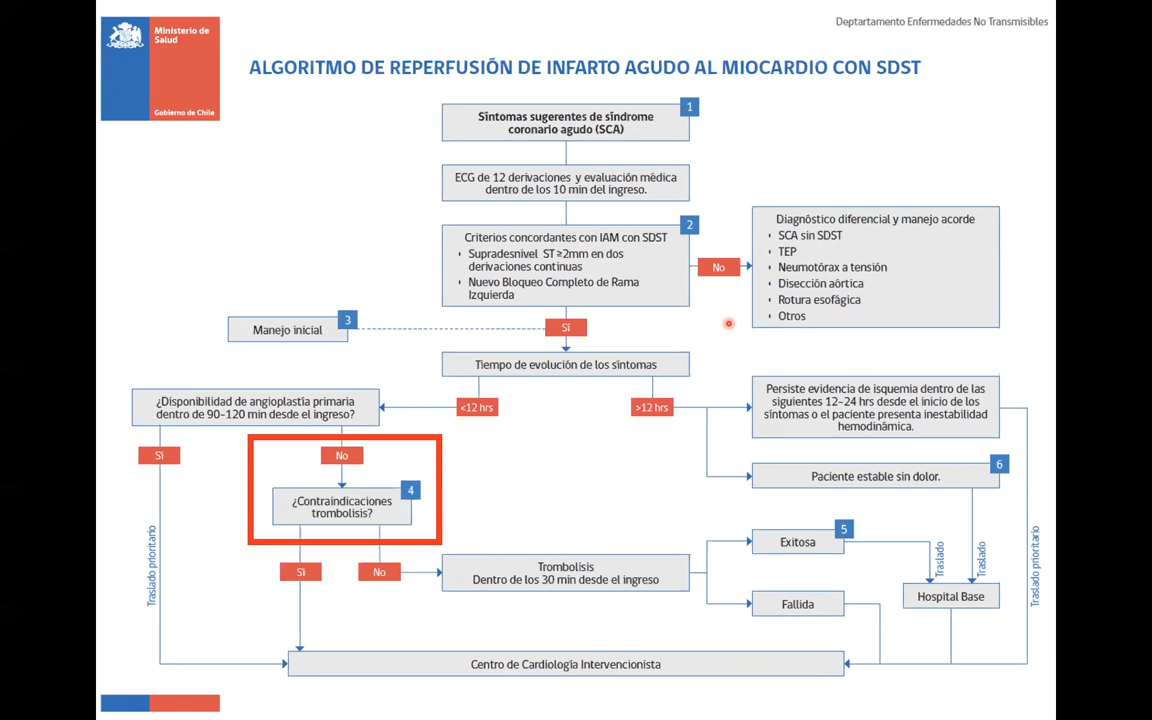 Deptartamento Enfermedades No Transmisibles
Ministerio de
Salud
Gobierno de Chile
ALGORITMO DE REPERFUSIÓN DE INFARTO AGUDO AL MIOCARDIO CON SDST
1
Síntomas sugerentes de síndrome
coronario agudo (SCA)
ECG de 12 derivaciones y evaluación médica
dentro de los 10 min del ingreso.
2
Criterios concordantes con IAM con SDST
Supradesnivel ST ≥2mm en dos
derivaciones continuas
Nuevo Bloqueo Completo de Rama
Izquierda
No
Diagnóstico diferencial y manejo acorde
SCA sin SDST
TEP
Neumotórax a tensión
Disección aórtica
Rotura esofágica
Otros
3
Manejo inicial
Sí
Tiempo de evolución de los síntomas
<12 hrs
>12 hrs
¿Disponibilidad de angioplastía primaria
dentro de 90-120 min desde el ingreso?
Persiste evidencia de isquemia dentro de las
siguientes 12-24 hrs desde el inicio de los
síntomas o el paciente presenta inestabilidad
hemodinámica.
Sí
No
6
Paciente estable sin dolor.
4
¿Contraindicaciones
trombolisis?
Sì
No
Trombolisis
Dentro de los 30 min desde el ingreso
5
Exitosa
Fallida
Traslado prioritario
Traslado
Traslado
Traslado prioritario
Hospital Base
Centro de Cardiología Intervencionista